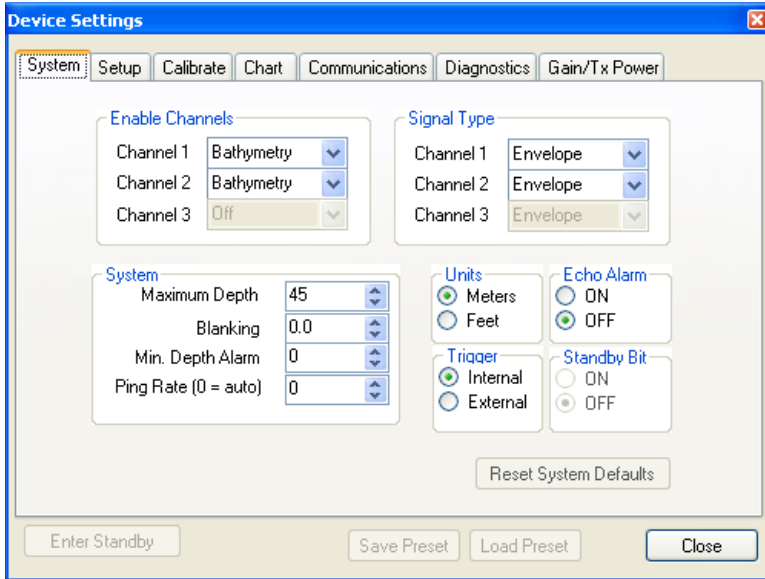 Device Settings
System Setup Calibrate Chart Communications Diagnostics Gain/Tx Power
Enable Channels
Channel 1 Bathymetry
Channel 2 Bathymetry
Channel 3 Off
Signal Type
Channel 1 Envelope
Channel 2 Envelope
Channel 3 Envelope
System
Maximum Depth 45
Blanking 0.0
Min. Depth Alarm 0
Ping Rate (0 = auto) 0
Units
Meters
Feet
Echo Alarm
ON
OFF
Trigger
Internal
External
Standby Bit
ON
OFF
Reset System Defaults
Enter Standby Save Preset Load Preset Close